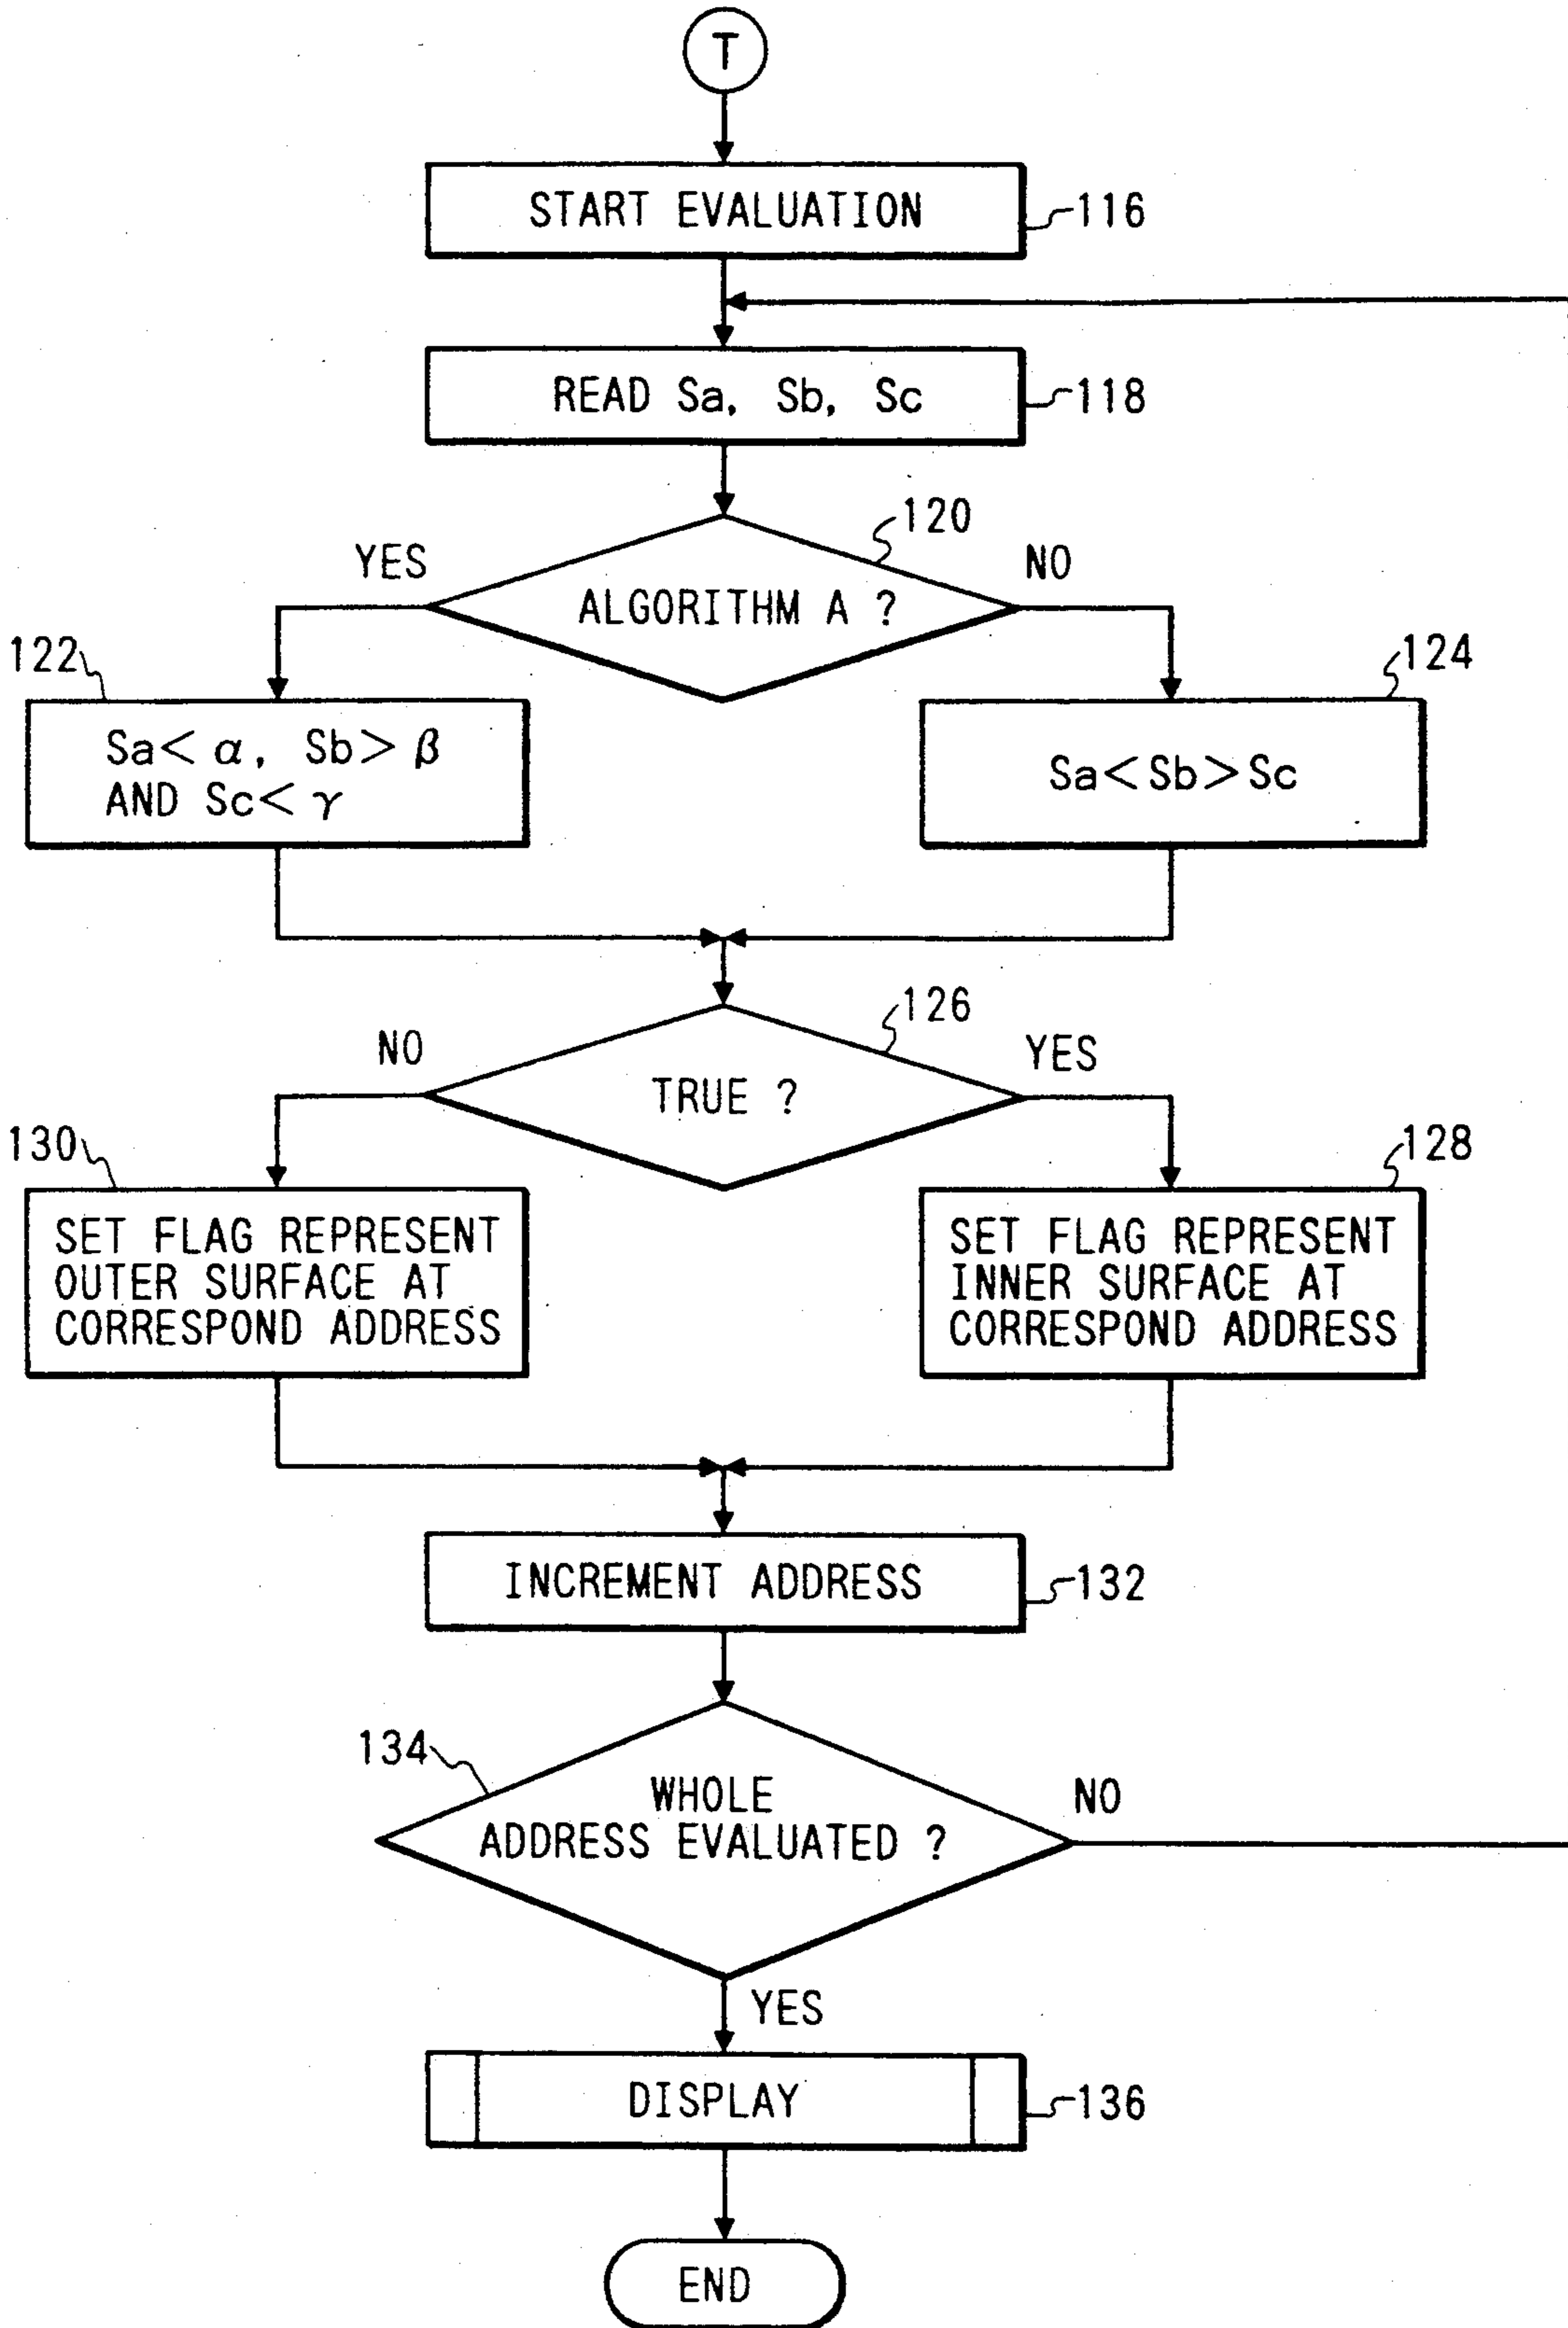 T
START EVALUATION
116
READ Sa, Sb, Sc
118
120
YES
NO
ALGORITHM A ?
122
124
Sa< α, Sb> β
AND Sc< γ
Sa<Sb>Sc
126
NO
YES
TRUE ?
130
128
SET FLAG REPRESENT
OUTER SURFACE AT
CORRESPOND ADDRESS
SET FLAG REPRESENT
INNER SURFACE AT
CORRESPOND ADDRESS
INCREMENT ADDRESS
132
134
WHOLE
ADDRESS EVALUATED ?
NO
YES
DISPLAY
136
END